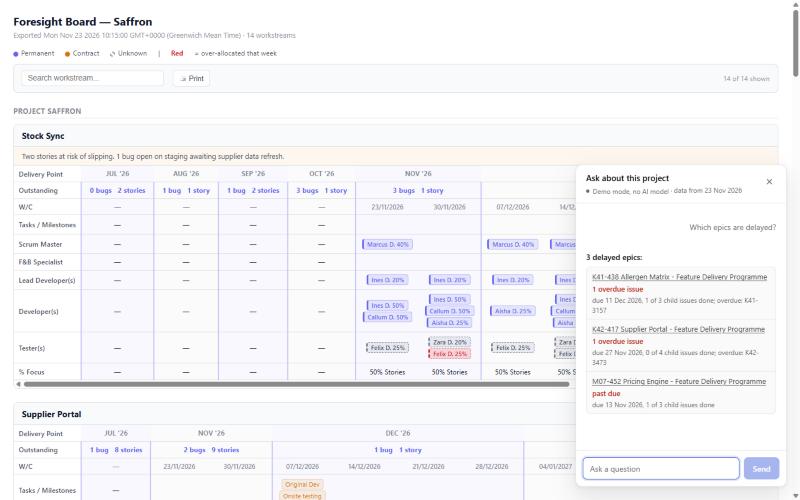 Foresight Board — Saffron
Exported Mon Nov 23 2026 10:15:00 GMT+0000 (Greenwich Mean Time) · 14 workstreams
Permanent Contract Unknown | Red = over-allocated that week
Search workstream... Print 14 of 14 shown
PROJECT SAFFRON
Stock Sync
Two stories at risk of slipping. 1 bug open on staging awaiting supplier data refresh.
Delivery Point JUL '26 AUG '26 SEP '26 OCT '26 NOV '26
Outstanding 0 bugs 2 stories 1 bug 1 story 1 bug 2 stories 3 bugs 1 story 3 bugs 1 story
W/C — — — — 23/11/2026 30/11/2026 07/12/2026 14/12,
Tasks / Milestones — — — —
Scrum Master — — — — Marcus D. 40% Marcus D. 40% Marcus
F&B Specialist — — — —
Lead Developer(s) — — — — Ines D. 20% Ines D. 20% Ines D. 20% Ines D
Developer(s) — — — — Ines D. 50% Callum D. 50% Ines D. 50% Callum D. 50% Aisha D. 25% Aisha D. 25% Ines D Callum Aisha
Tester(s) — — — — Felix D. 25% Zara D. 20% Felix D. 25% Felix D. 25% Zara D Felix
% Focus — — — — 50% Stories 50% Stories 50% Stories 50% S
Supplier Portal
Delivery Point JUL '26 NOV '26 DEC '26
Outstanding 1 bug 8 stories 2 bugs 9 stories 1 bug 1 story
W/C — 23/11/2026 30/11/2026 07/12/2026 14/12/2026 21/12/2026 28/12/2026 04/01/2027
Tasks / Milestones —
Original Dev
Onsite testing
Ask about this project ×
Demo mode, no AI model · data from 23 Nov 2026
Which epics are delayed?
3 delayed epics:
K41-438 Allergen Matrix - Feature Delivery Programme
1 overdue issue
due 11 Dec 2026, 1 of 3 child issues done; overdue: K41-
3157
K42-417 Supplier Portal - Feature Delivery Programme
1 overdue issue
due 27 Nov 2026, 0 of 4 child issues done; overdue: K42-
3473
M07-452 Pricing Engine - Feature Delivery Programme
past due
due 13 Nov 2026, 1 of 3 child issues done
Ask a question Send